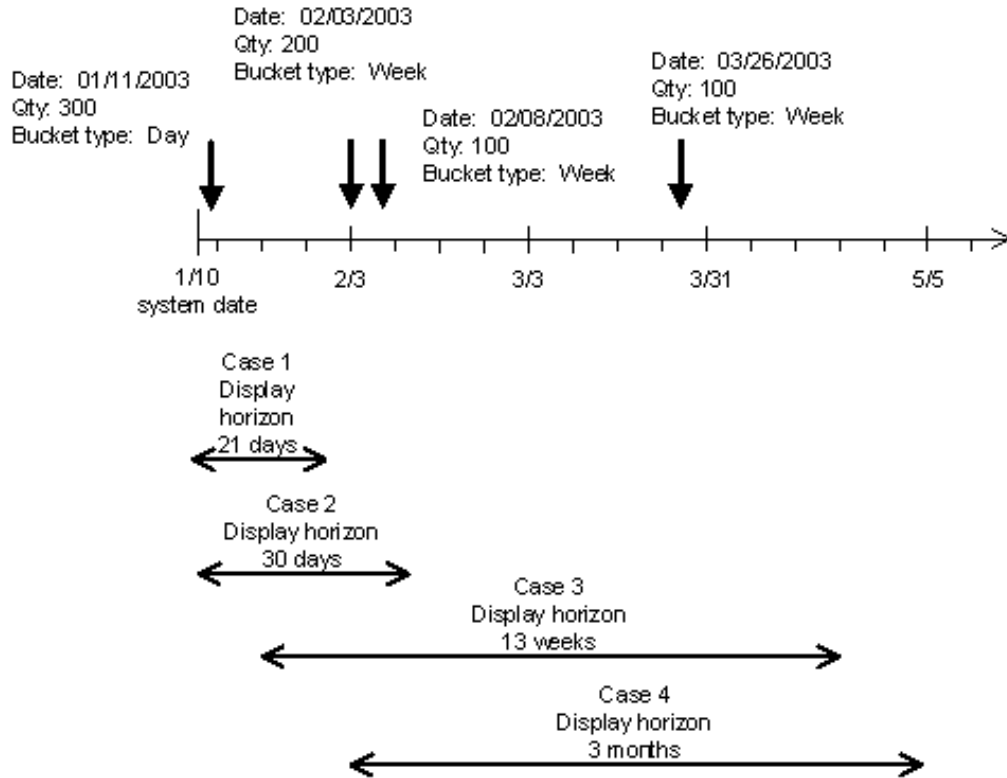 Date: 02/03/2003
Qty: 200
Bucket type: Week
Date: 01/11/2003
Qty: 300
Bucket type: Day
Date: 02/08/2003
Qty: 100
Bucket type: Week
Date: 03/26/2003
Qty: 100
Bucket type: Week
1/10
system date
2/3
3/3
3/31
5/5
Case 1
Display
horizon
21 days
Case 2
Display horizon
30 days
Case 3
Display horizon
13 weeks
Case 4
Display horizon
3 months